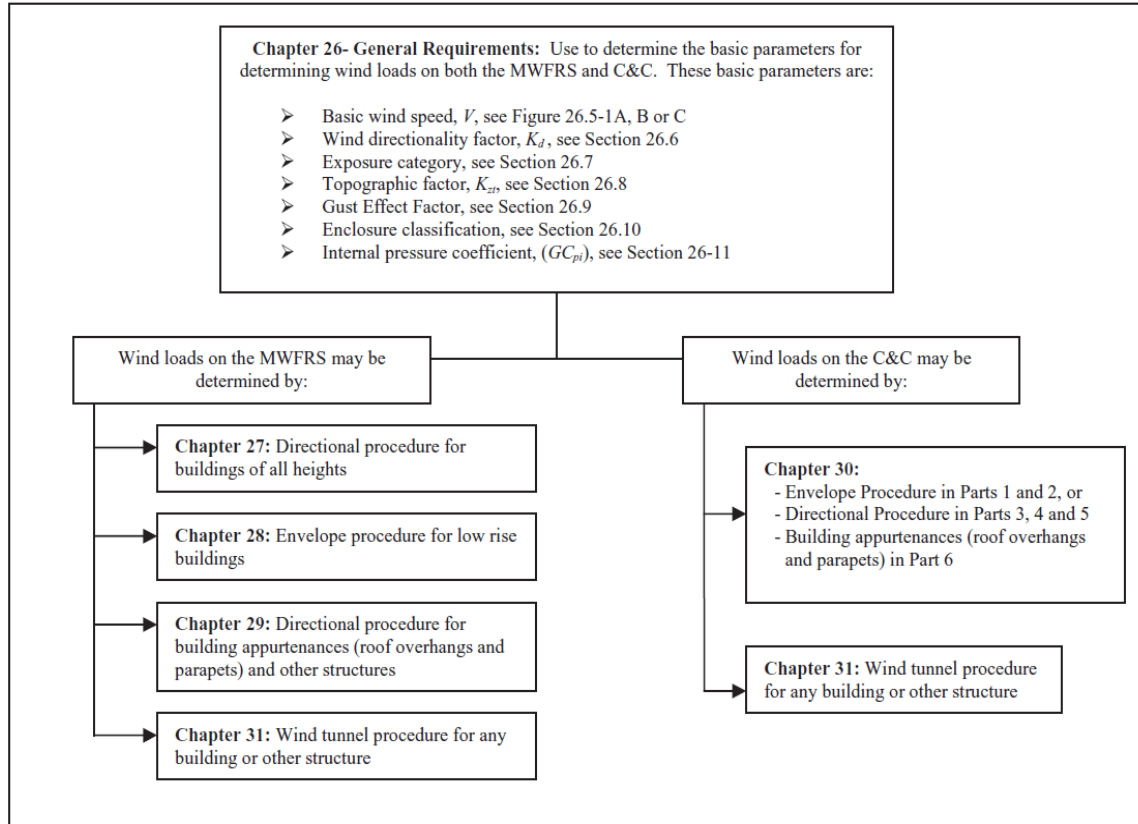 Chapter 26- General Requirements: Use to determine the basic parameters for
determining wind loads on both the MWFRS and C&C. These basic parameters are:
➢ Basic wind speed, V, see Figure 26.5-1A, B or C
➢ Wind directionality factor, Kd, see Section 26.6
➢ Exposure category, see Section 26.7
➢ Topographic factor, Kzt, see Section 26.8
➢ Gust Effect Factor, see Section 26.9
➢ Enclosure classification, see Section 26.10
➢ Internal pressure coefficient, (GCpi), see Section 26-11
Wind loads on the MWFRS may be
determined by:
Chapter 27: Directional procedure for
buildings of all heights
Chapter 28: Envelope procedure for low rise
buildings
Chapter 29: Directional procedure for
building appurtenances (roof overhangs and
parapets) and other structures
Chapter 31: Wind tunnel procedure for any
building or other structure
Wind loads on the C&C may be
determined by:
Chapter 30:
- Envelope Procedure in Parts 1 and 2, or
- Directional Procedure in Parts 3, 4 and 5
- Building appurtenances (roof overhangs
and parapets) in Part 6
Chapter 31: Wind tunnel procedure
for any building or other structure